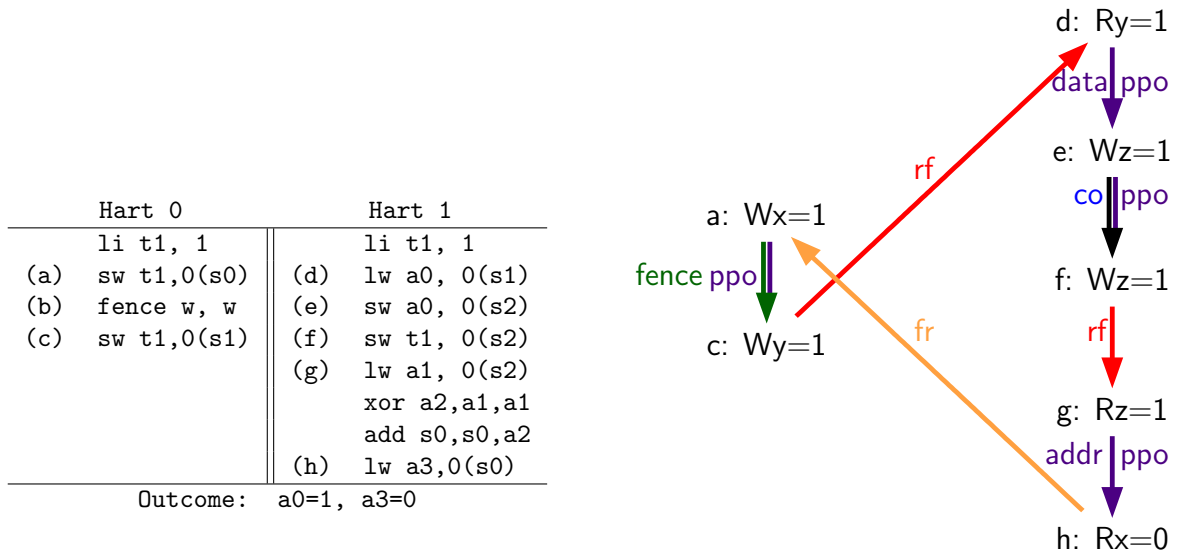 Hart 0 Hart 1
li t1, 1 li t1, 1
(a) sw t1,0(s0) (d) lw a0, 0(s1)
(b) fence w, w (e) sw a0, 0(s2)
(c) sw t1,0(s1) (f) sw t1, 0(s2)
(g) lw a1, 0(s2)
xor a2,a1,a1
add s0,s0,a2
(h) lw a3,0(s0)
Outcome: a0=1, a3=0
d: Ry=1
data ppo
e: Wz=1
rf
co ppo
a: Wx=1
fence ppo
f: Wz=1
fr
rf
c: Wy=1
g: Rz=1
addr ppo
h: Rx=0